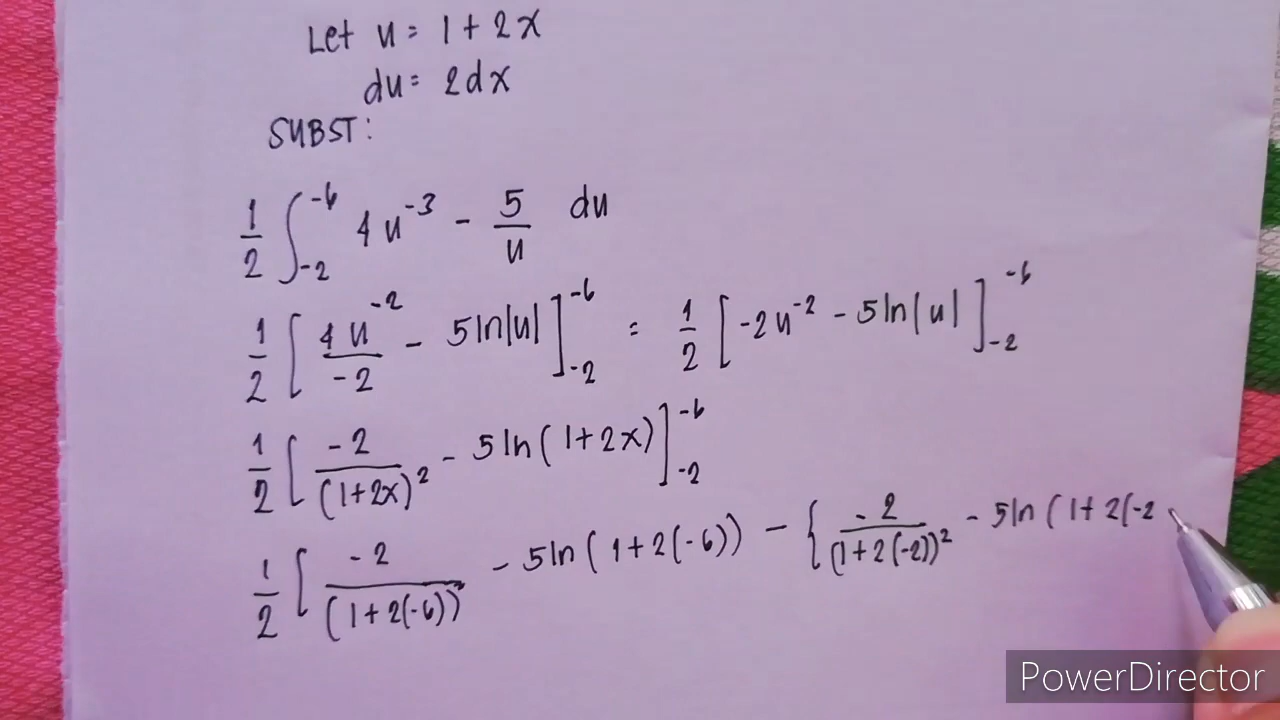 Let u = 1 + 2x
du = 2dx
SUBST:
1/2 ∫_{-2}^{-6} 4u^{-3} - 5/u du
1/2 [ 4u^{-2}/-2 - 5ln|u| ]_{-2}^{-6} = 1/2 [ -2u^{-2} - 5ln|u| ]_{-2}^{-6}
1/2 [ -2/(1+2x)^2 - 5ln(1+2x) ]_{-2}^{-6}
1/2 [ -2/(1+2(-6))^2 - 5ln(1+2(-6)) - { -2/(1+2(-2))^2 - 5ln(1+2(-2
PowerDirector